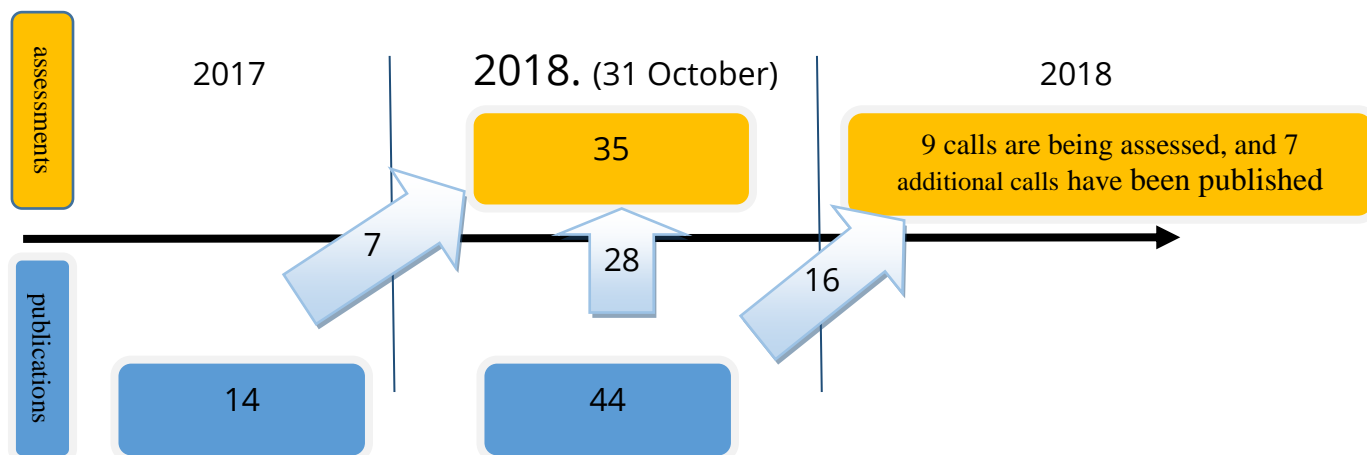 assessments
2017
2018. (31 October)
2018
35
9 calls are being assessed, and 7
additional calls have been published
7
28
16
publications
14
44